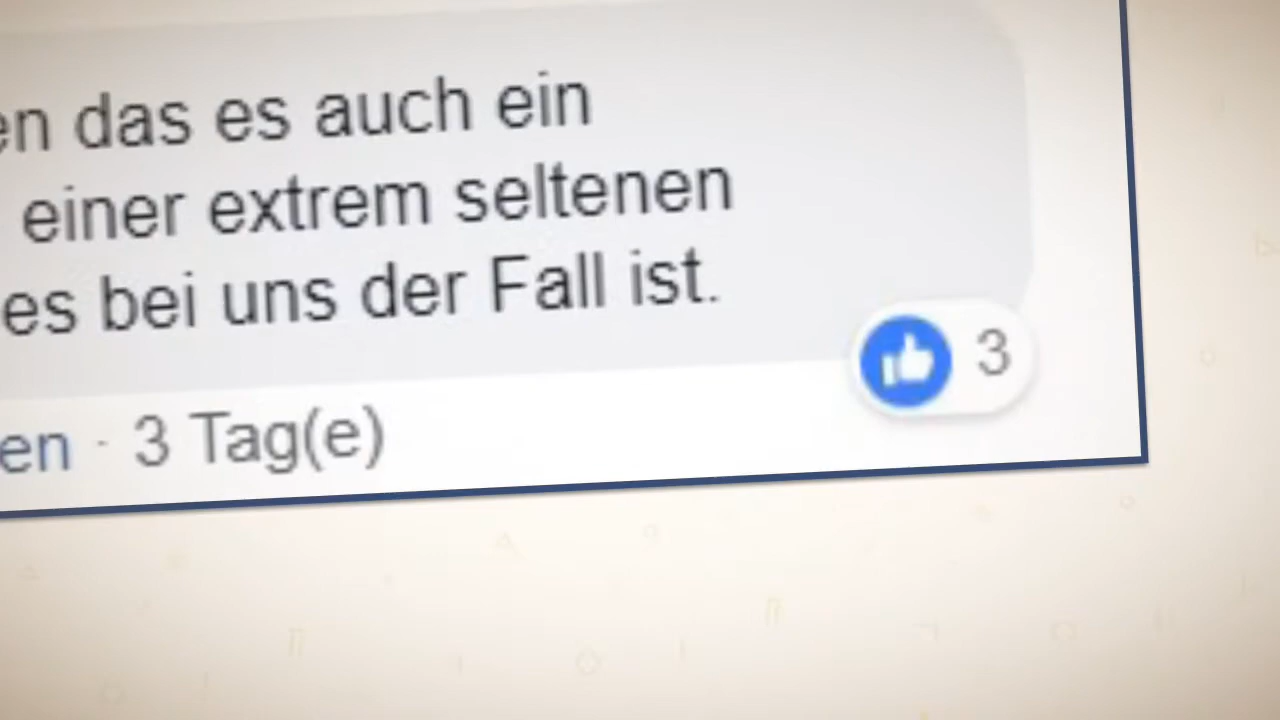 en das es auch ein
einer extrem seltenen
es bei uns der Fall ist.
3
en · 3 Tag(e)